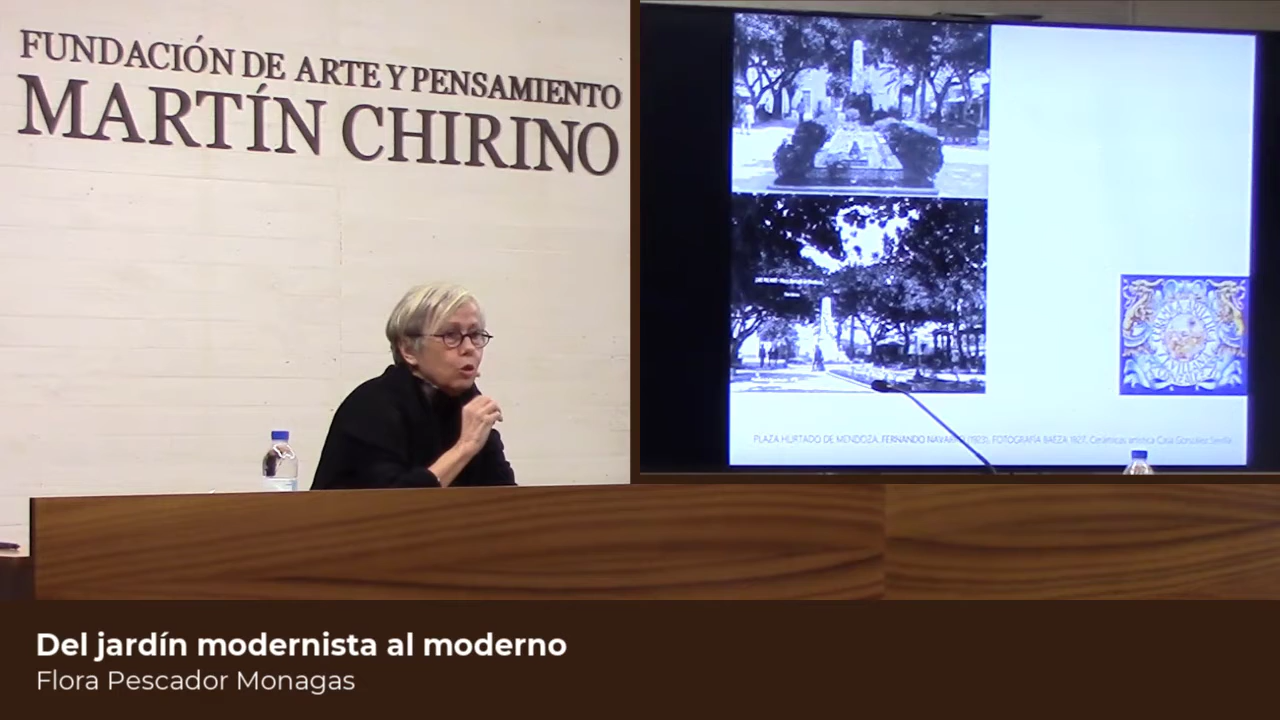 FUNDACIÓN DE ARTE Y PENSAMIENTO
MARTÍN CHIRINO
PLAZA HURTADO DE MENDOZA. FERNANDO NAVARRO (1923). FOTOGRAFÍA BAEZA 1927. Cerámicas artística Casa González Sevilla
Del jardín modernista al moderno
Flora Pescador Monagas